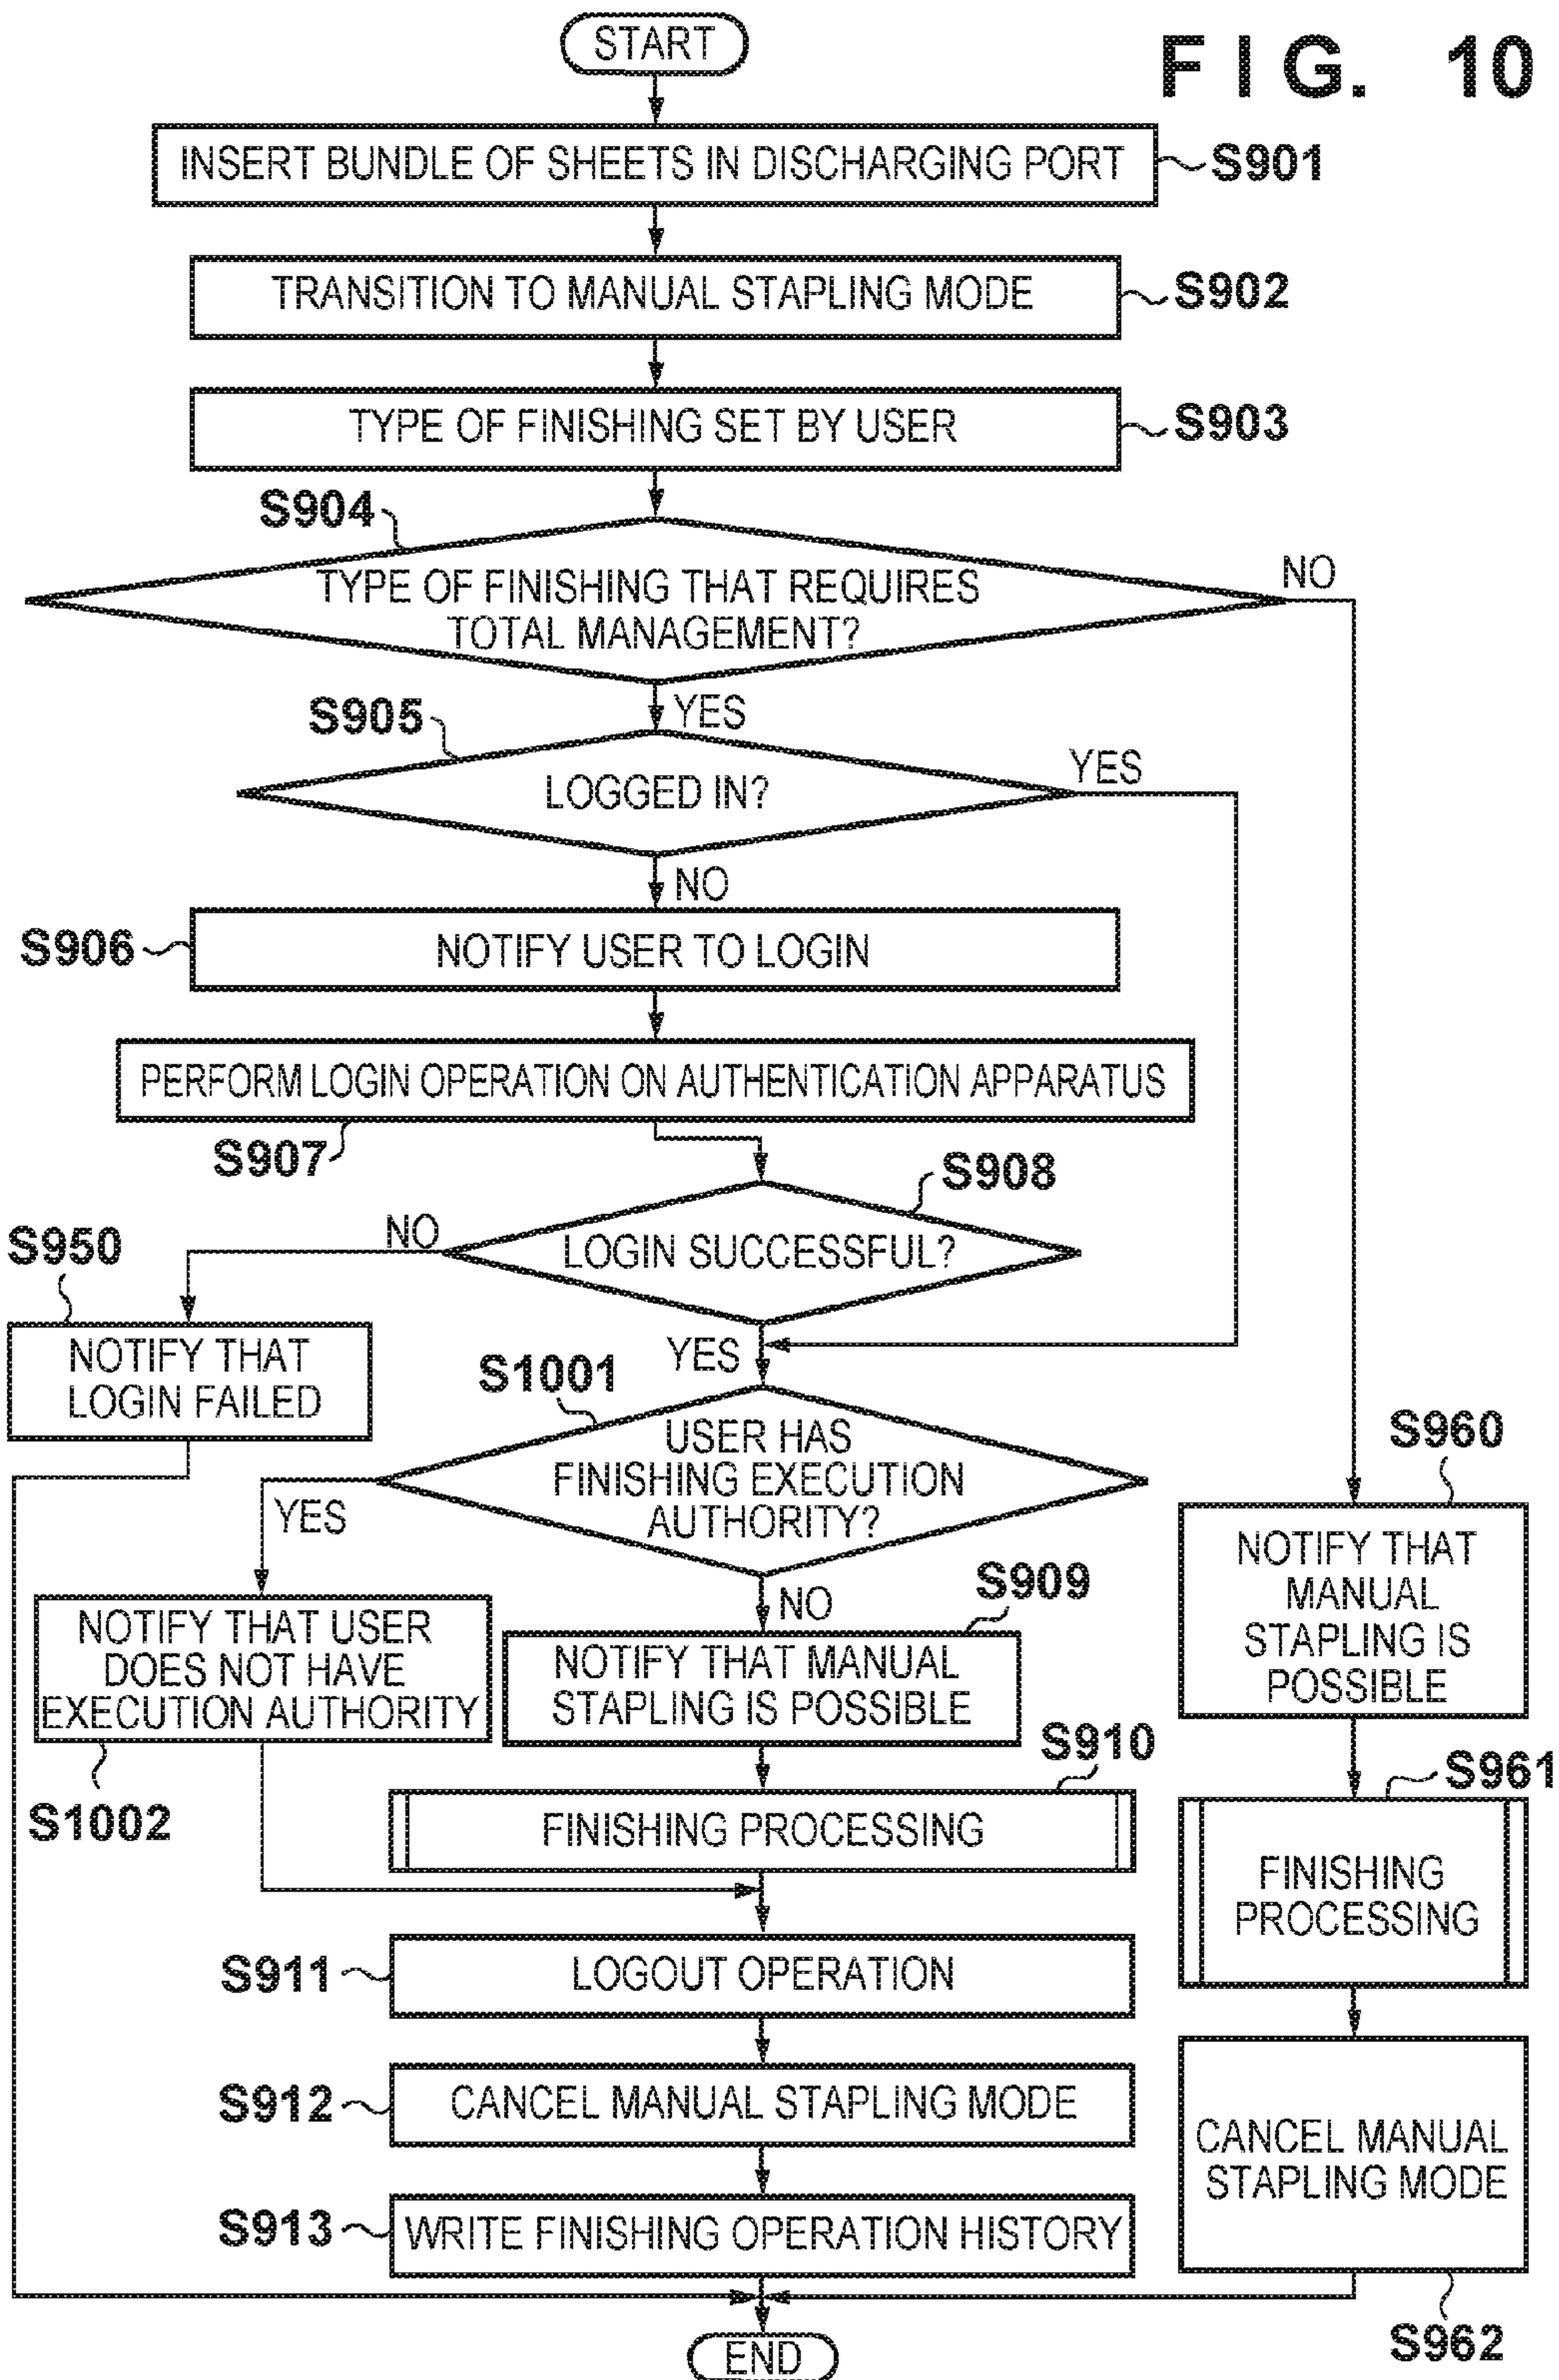 START
FIG. 10
INSERT BUNDLE OF SHEETS IN DISCHARGING PORT
S901
TRANSITION TO MANUAL STAPLING MODE
S902
TYPE OF FINISHING SET BY USER
S903
S904
TYPE OF FINISHING THAT REQUIRES
TOTAL MANAGEMENT?
NO
YES
S905
LOGGED IN?
YES
NO
S906
NOTIFY USER TO LOGIN
PERFORM LOGIN OPERATION ON AUTHENTICATION APPARATUS
S907
S908
LOGIN SUCCESSFUL?
NO
S950
NOTIFY THAT
LOGIN FAILED
YES
S1001
USER HAS
FINISHING EXECUTION
AUTHORITY?
YES
NO
S960
NOTIFY THAT
MANUAL
STAPLING IS
POSSIBLE
NOTIFY THAT USER
DOES NOT HAVE
EXECUTION AUTHORITY
S1002
S909
NOTIFY THAT MANUAL
STAPLING IS POSSIBLE
S910
FINISHING PROCESSING
S961
FINISHING
PROCESSING
S911
LOGOUT OPERATION
S912
CANCEL MANUAL STAPLING MODE
CANCEL MANUAL
STAPLING MODE
S913
WRITE FINISHING OPERATION HISTORY
S962
END